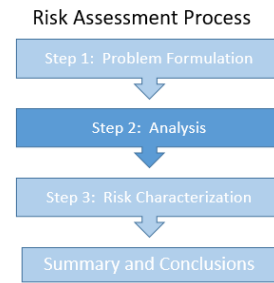 Risk Assessment Process
Step 1: Problem Formulation
Step 2: Analysis
Step 3: Risk Characterization
Summary and Conclusions